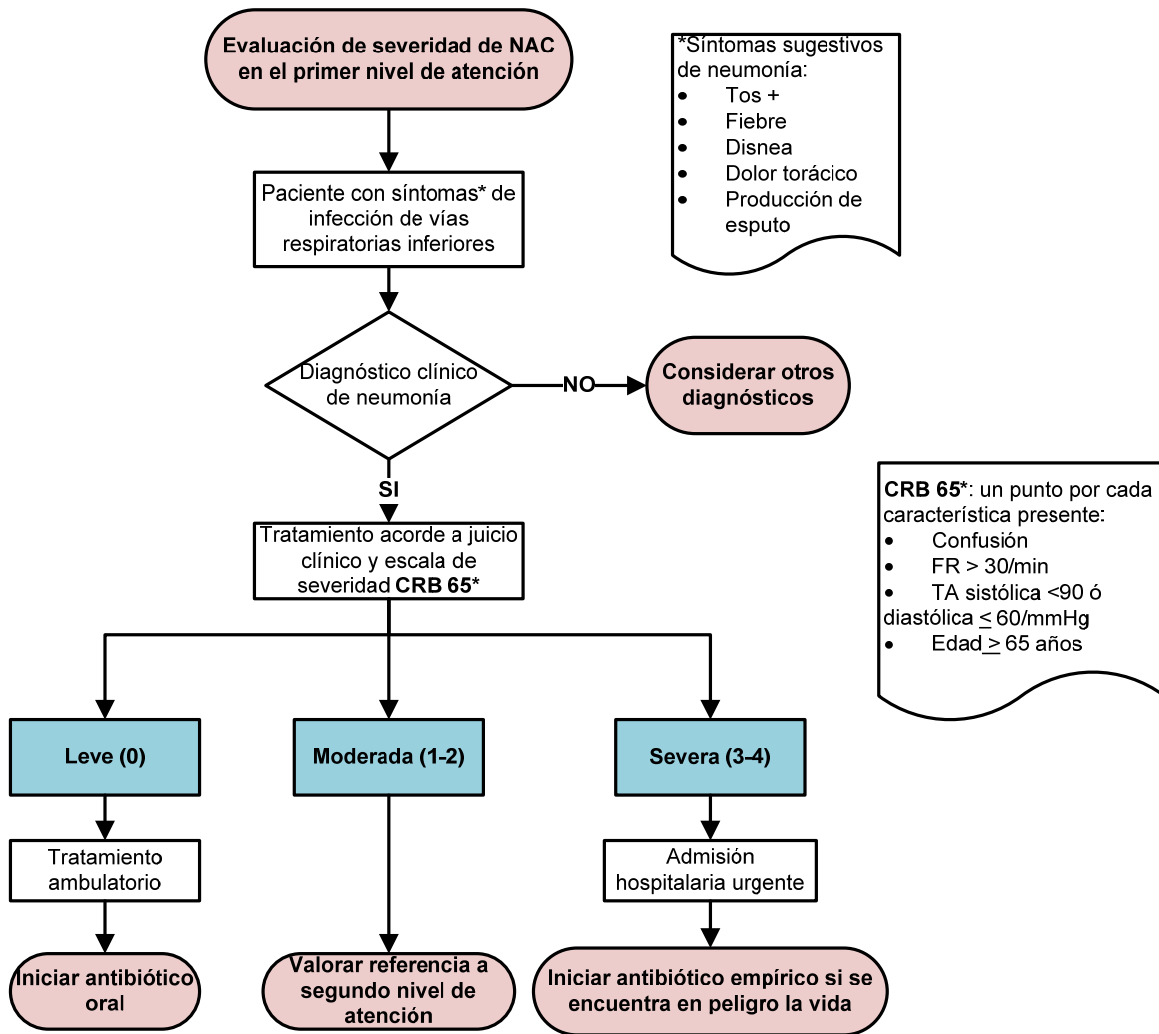 Evaluación de severidad de NAC
en el primer nivel de atención
*Síntomas sugestivos
de neumonía:
• Tos +
• Fiebre
• Disnea
• Dolor torácico
• Producción de
esputo
Paciente con síntomas* de
infección de vías
respiratorias inferiores
Diagnóstico clínico
de neumonía
NO
Considerar otros
diagnósticos
SI
CRB 65*: un punto por cada
característica presente:
• Confusión
• FR > 30/min
• TA sistólica <90 ó
diastólica ≤ 60/mmHg
• Edad ≥ 65 años
Tratamiento acorde a juicio
clínico y escala de
severidad CRB 65*
Leve (0)
Moderada (1-2)
Severa (3-4)
Tratamiento
ambulatorio
Admisión
hospitalaria urgente
Iniciar antibiótico
oral
Valorar referencia a
segundo nivel de
atención
Iniciar antibiótico empírico si se
encuentra en peligro la vida